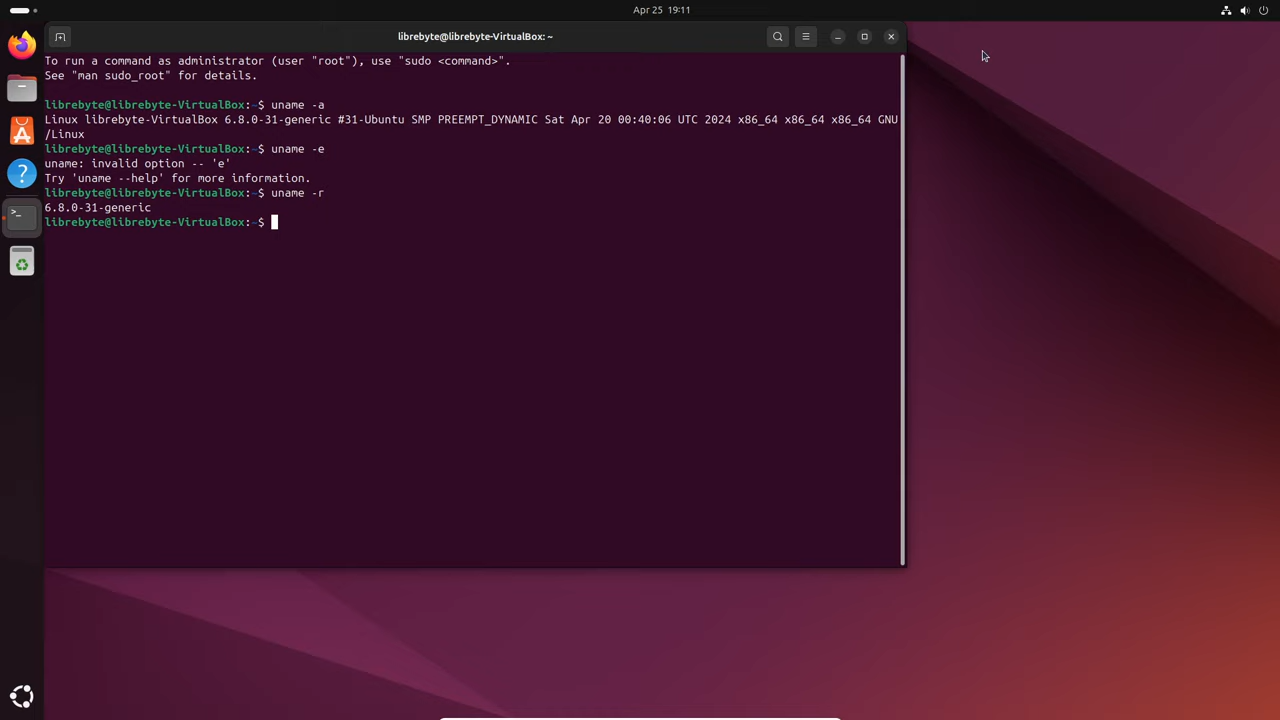 Apr 25 19:11
librebyte@librebyte-VirtualBox: ~
To run a command as administrator (user "root"), use "sudo <command>".
See "man sudo_root" for details.
librebyte@librebyte-VirtualBox:~$ uname -a
Linux librebyte-VirtualBox 6.8.0-31-generic #31-Ubuntu SMP PREEMPT_DYNAMIC Sat Apr 20 00:40:06 UTC 2024 x86_64 x86_64 x86_64 GNU
/Linux
librebyte@librebyte-VirtualBox:~$ uname -e
uname: invalid option -- 'e'
Try 'uname --help' for more information.
librebyte@librebyte-VirtualBox:~$ uname -r
6.8.0-31-generic
librebyte@librebyte-VirtualBox:~$